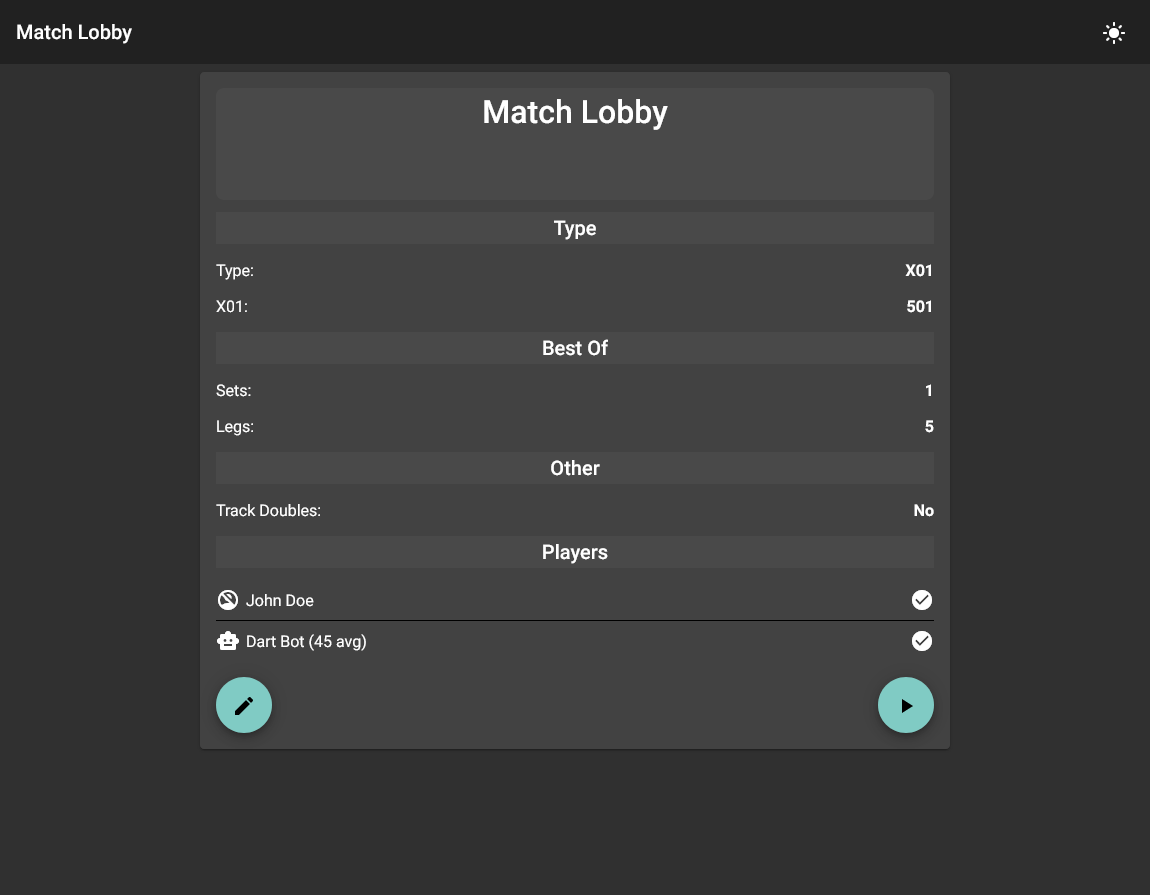 Match Lobby
Match Lobby
Type
Type: X01
X01: 501
Best Of
Sets: 1
Legs: 5
Other
Track Doubles: No
Players
John Doe
Dart Bot (45 avg)